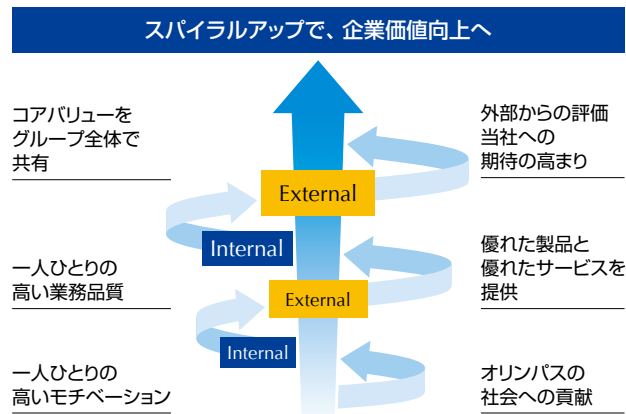 スパイラルアップで、企業価値向上へ
コアバリューを
グループ全体で
共有
外部からの評価
当社への
期待の高まり
External
Internal
一人ひとりの
高い業務品質
優れた製品と
優れたサービスを
提供
External
Internal
一人ひとりの
高いモチベーション
オリンパスの
社会への貢献